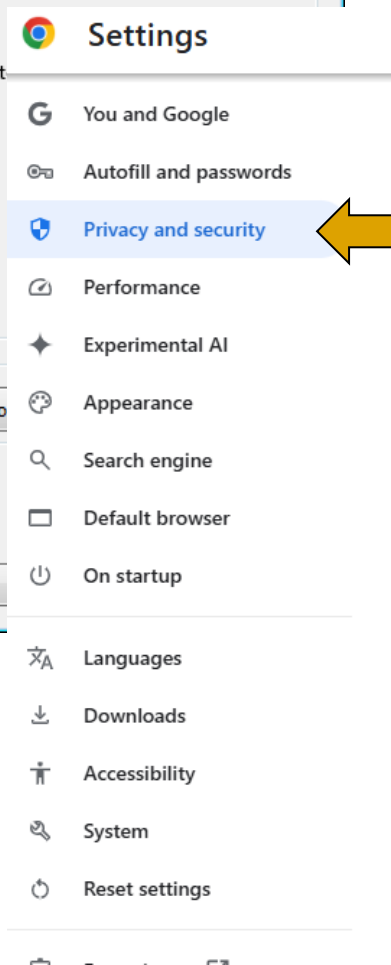 Settings
You and Google
Autofill and passwords
Privacy and security
Performance
Experimental AI
Appearance
Search engine
Default browser
On startup
Languages
Downloads
Accessibility
System
Reset settings